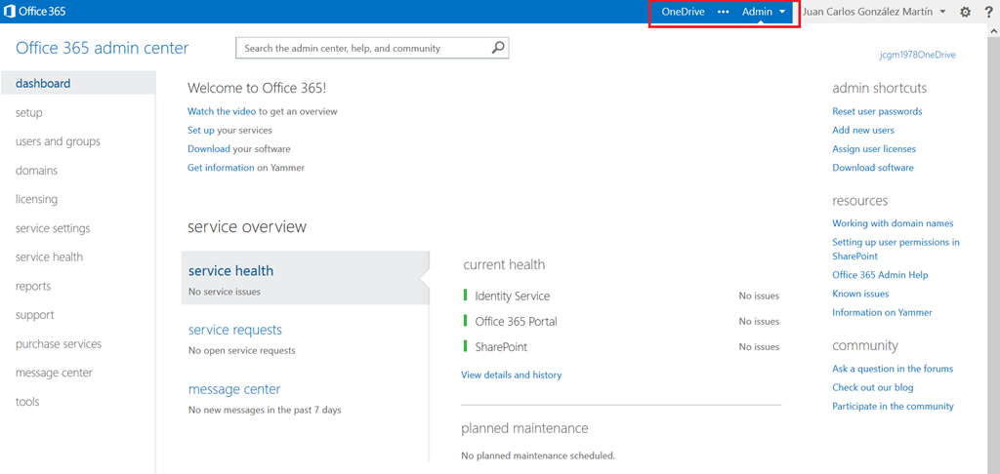 Office 365
OneDrive ••• Admin
Juan Carlos González Martín
?
Office 365 admin center
Search the admin center, help, and community
jcgm1978OneDrive
dashboard
setup
users and groups
domains
licensing
service settings
service health
reports
support
purchase services
message center
tools
Welcome to Office 365!
Watch the video to get an overview
Set up your services
Download your software
Get information on Yammer
service overview
service health
No service issues
service requests
No open service requests
message center
No new messages in the past 7 days
current health
Identity Service No issues
Office 365 Portal No issues
SharePoint No issues
View details and history
planned maintenance
No planned maintenance scheduled.
admin shortcuts
Reset user passwords
Add new users
Assign user licenses
Download software
resources
Working with domain names
Setting up user permissions in
SharePoint
Office 365 Admin Help
Known issues
Information on Yammer
community
Ask a question in the forums
Check out our blog
Participate in the community